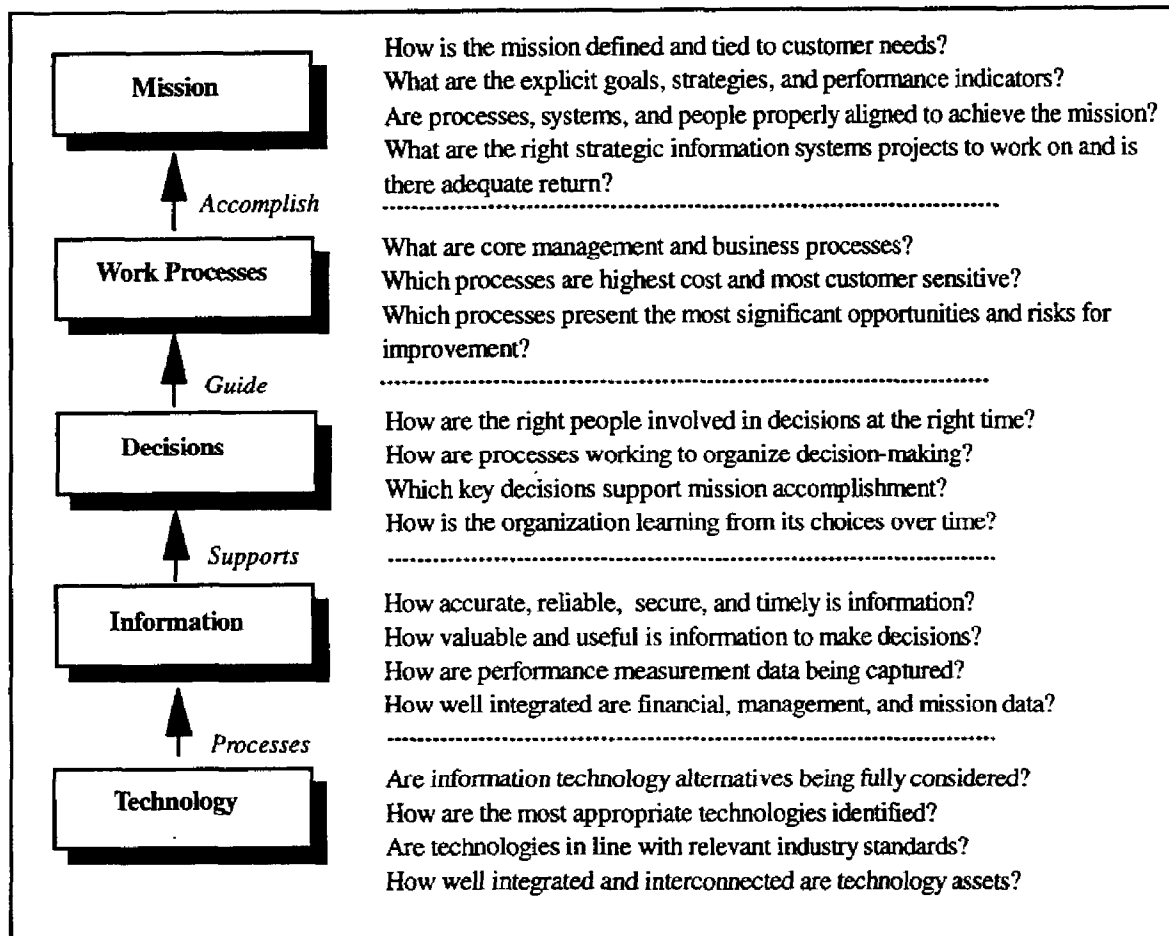 Mission
How is the mission defined and tied to customer needs?
What are the explicit goals, strategies, and performance indicators?
Are processes, systems, and people properly aligned to achieve the mission?
What are the right strategic information systems projects to work on and is
there adequate return?
Accomplish
Work Processes
What are core management and business processes?
Which processes are highest cost and most customer sensitive?
Which processes present the most significant opportunities and risks for
improvement?
Guide
Decisions
How are the right people involved in decisions at the right time?
How are processes working to organize decision-making?
Which key decisions support mission accomplishment?
How is the organization learning from its choices over time?
Supports
Information
How accurate, reliable, secure, and timely is information?
How valuable and useful is information to make decisions?
How are performance measurement data being captured?
How well integrated are financial, management, and mission data?
Processes
Technology
Are information technology alternatives being fully considered?
How are the most appropriate technologies identified?
Are technologies in line with relevant industry standards?
How well integrated and interconnected are technology assets?